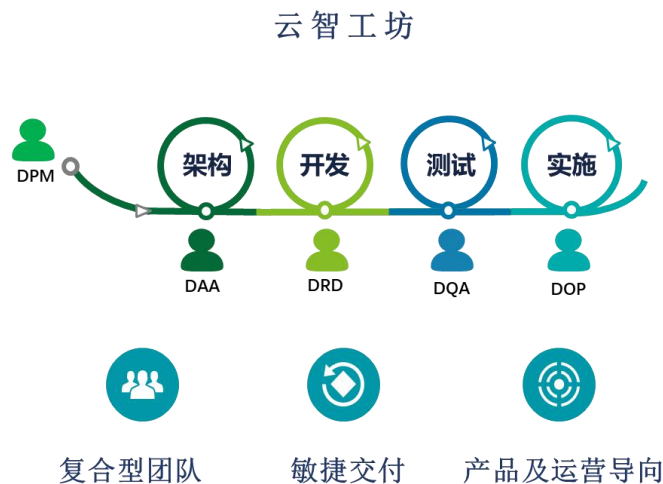 云智工坊
DPM
架构
开发
测试
实施
DAA
DRD
DQA
DOP
复合型团队
敏捷交付
产品及运营导向